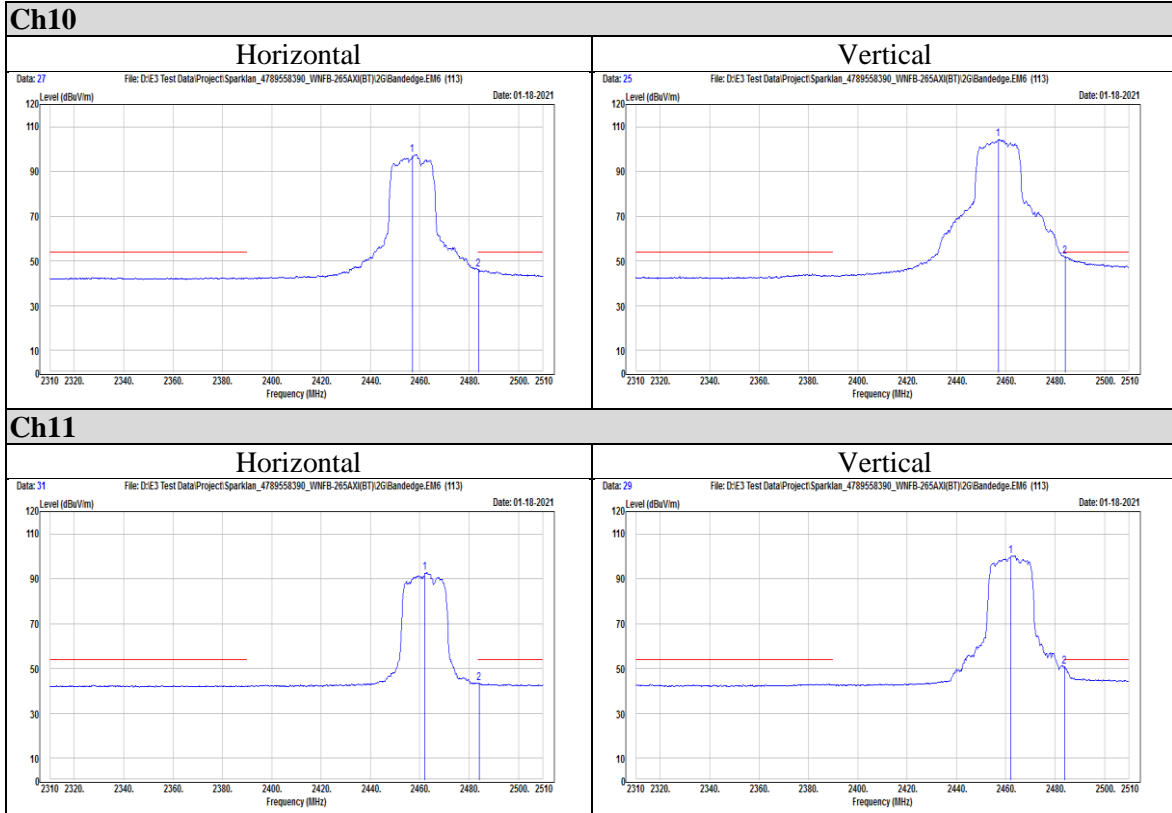 Ch10
Horizontal Vertical
Data: 27 File: D:\E3 Test Data\Project\Sparklan_4789558390_WNFB-265AXI(BT)\2G\Bandedge.EM6 (113)
Date: 01-18-2021
Level (dBuV/m)
120
110
90
70
50
30
10
0
1
2
2310 2320. 2340. 2360. 2380. 2400. 2420. 2440. 2460. 2480. 2500. 2510
Frequency (MHz)
Data: 25 File: D:\E3 Test Data\Project\Sparklan_4789558390_WNFB-265AXI(BT)\2G\Bandedge.EM6 (113)
Date: 01-18-2021
Level (dBuV/m)
120
110
90
70
50
30
10
0
1
2
2310 2320. 2340. 2360. 2380. 2400. 2420. 2440. 2460. 2480. 2500. 2510
Frequency (MHz)
Ch11
Horizontal Vertical
Data: 31 File: D:\E3 Test Data\Project\Sparklan_4789558390_WNFB-265AXI(BT)\2G\Bandedge.EM6 (113)
Date: 01-18-2021
Level (dBuV/m)
120
110
90
70
50
30
10
0
1
2
2310 2320. 2340. 2360. 2380. 2400. 2420. 2440. 2460. 2480. 2500. 2510
Frequency (MHz)
Data: 29 File: D:\E3 Test Data\Project\Sparklan_4789558390_WNFB-265AXI(BT)\2G\Bandedge.EM6 (113)
Date: 01-18-2021
Level (dBuV/m)
120
110
90
70
50
30
10
0
1
2
2310 2320. 2340. 2360. 2380. 2400. 2420. 2440. 2460. 2480. 2500. 2510
Frequency (MHz)